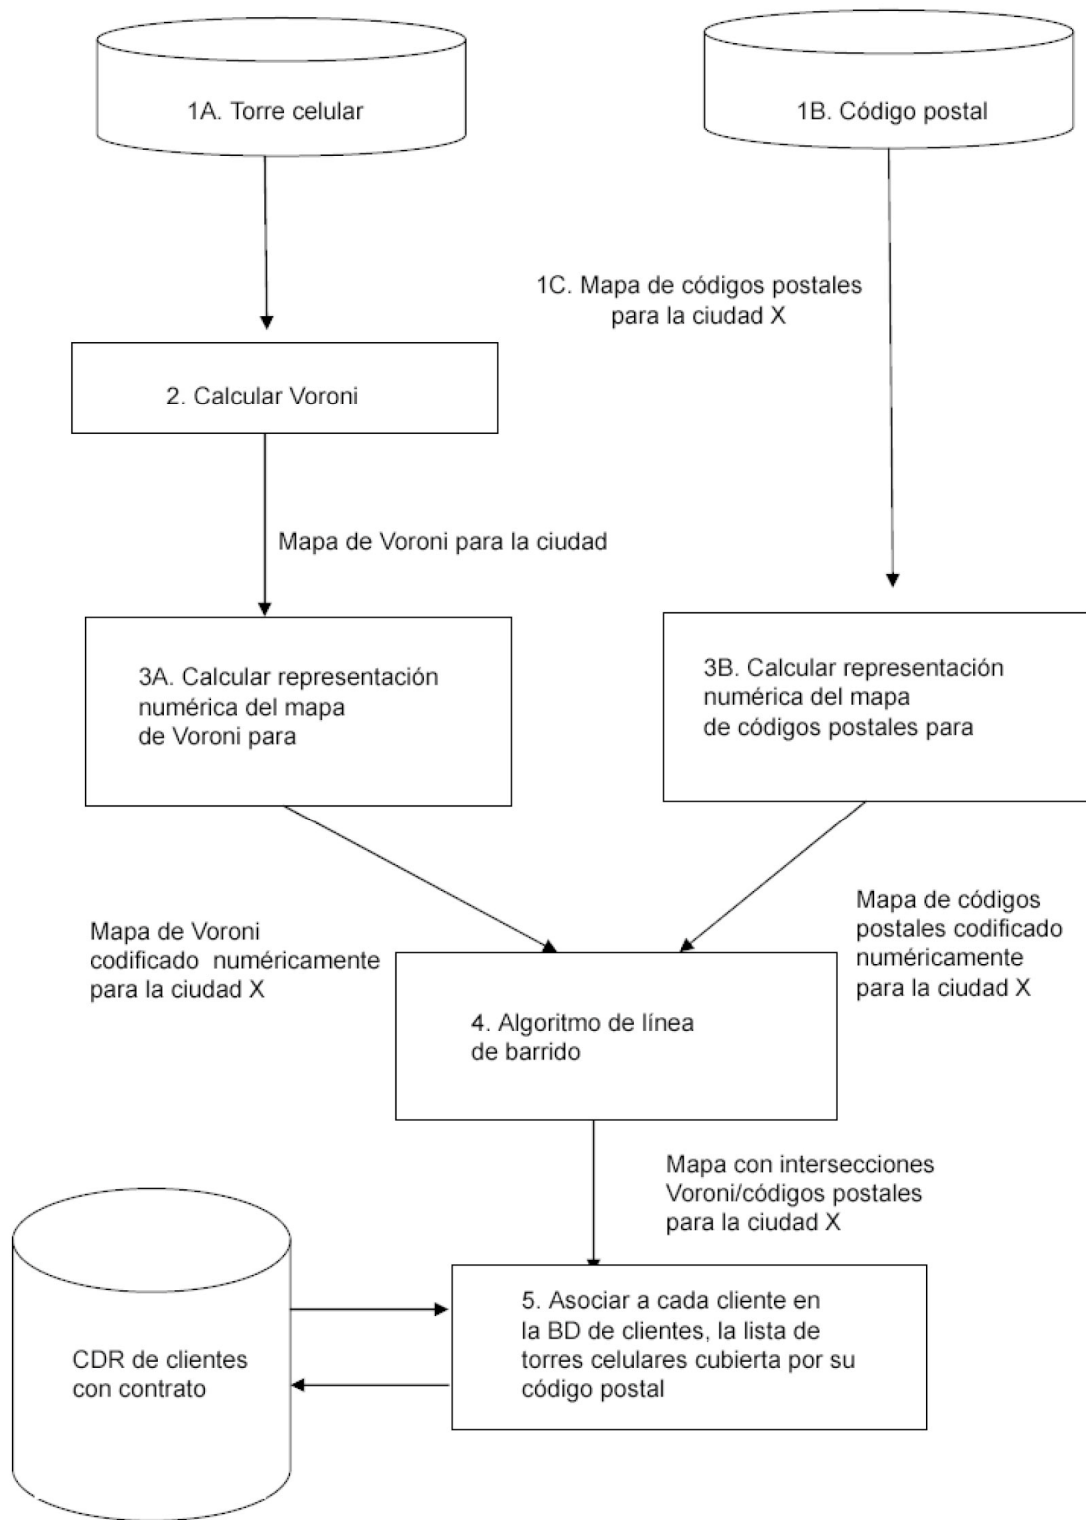 1A. Torre celular
1B. Código postal
1C. Mapa de códigos postales
para la ciudad X
2. Calcular Voroni
Mapa de Voroni para la ciudad
3A. Calcular representación
numérica del mapa
de Voroni para
3B. Calcular representación
numérica del mapa
de códigos postales para
Mapa de Voroni
codificado numéricamente
para la ciudad X
Mapa de códigos
postales codificado
numéricamente
para la ciudad X
4. Algoritmo de línea
de barrido
Mapa con intersecciones
Voroni/códigos postales
para la ciudad X
CDR de clientes
con contrato
5. Asociar a cada cliente en
la BD de clientes, la lista de
torres celulares cubierta por su
código postal